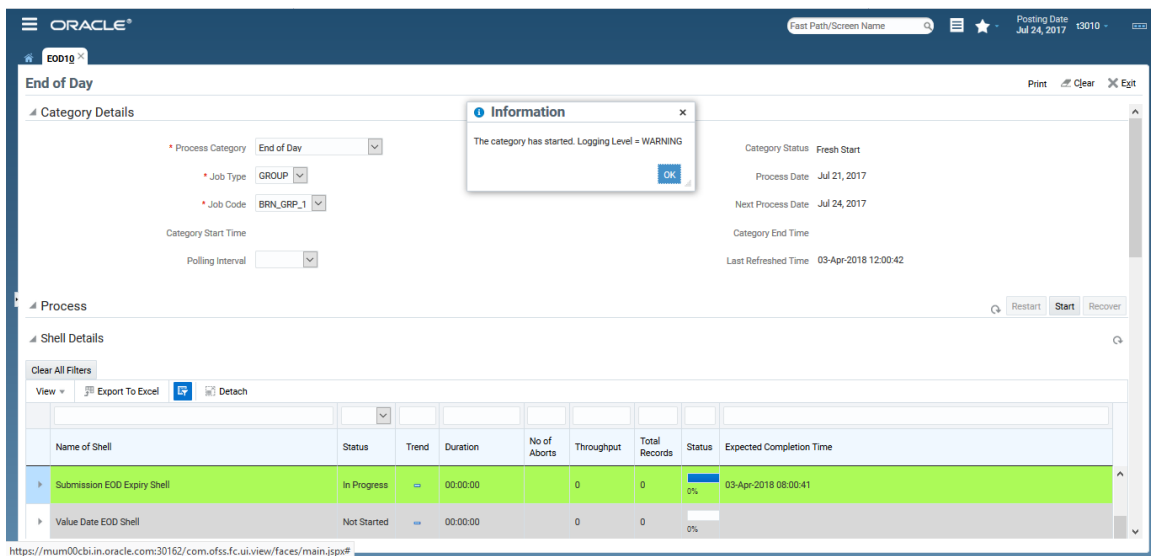 ORACLE®
Fast Path/Screen Name
Posting Date
Jul 24, 2017
t3010
EOD10
End of Day
Print
Clear
Exit
Category Details
Information
The category has started. Logging Level = WARNING
OK
* Process Category End of Day
* Job Type GROUP
* Job Code BRN_GRP_1
Category Start Time
Polling Interval
Category Status Fresh Start
Process Date Jul 21, 2017
Next Process Date Jul 24, 2017
Category End Time
Last Refreshed Time 03-Apr-2018 12:00:42
Process
Restart
Start
Recover
Shell Details
Clear All Filters
View
Export To Excel
Detach
Name of Shell Status Trend Duration No of Aborts Throughput Total Records Status Expected Completion Time
Submission EOD Expiry Shell In Progress 00:00:00 0 0 0% 03-Apr-2018 08:00:41
Value Date EOD Shell Not Started 00:00:00 0 0 0%
https://mum00cbi.in.oracle.com:30162/com.ofss.fc.ui.view/faces/main.jspx#